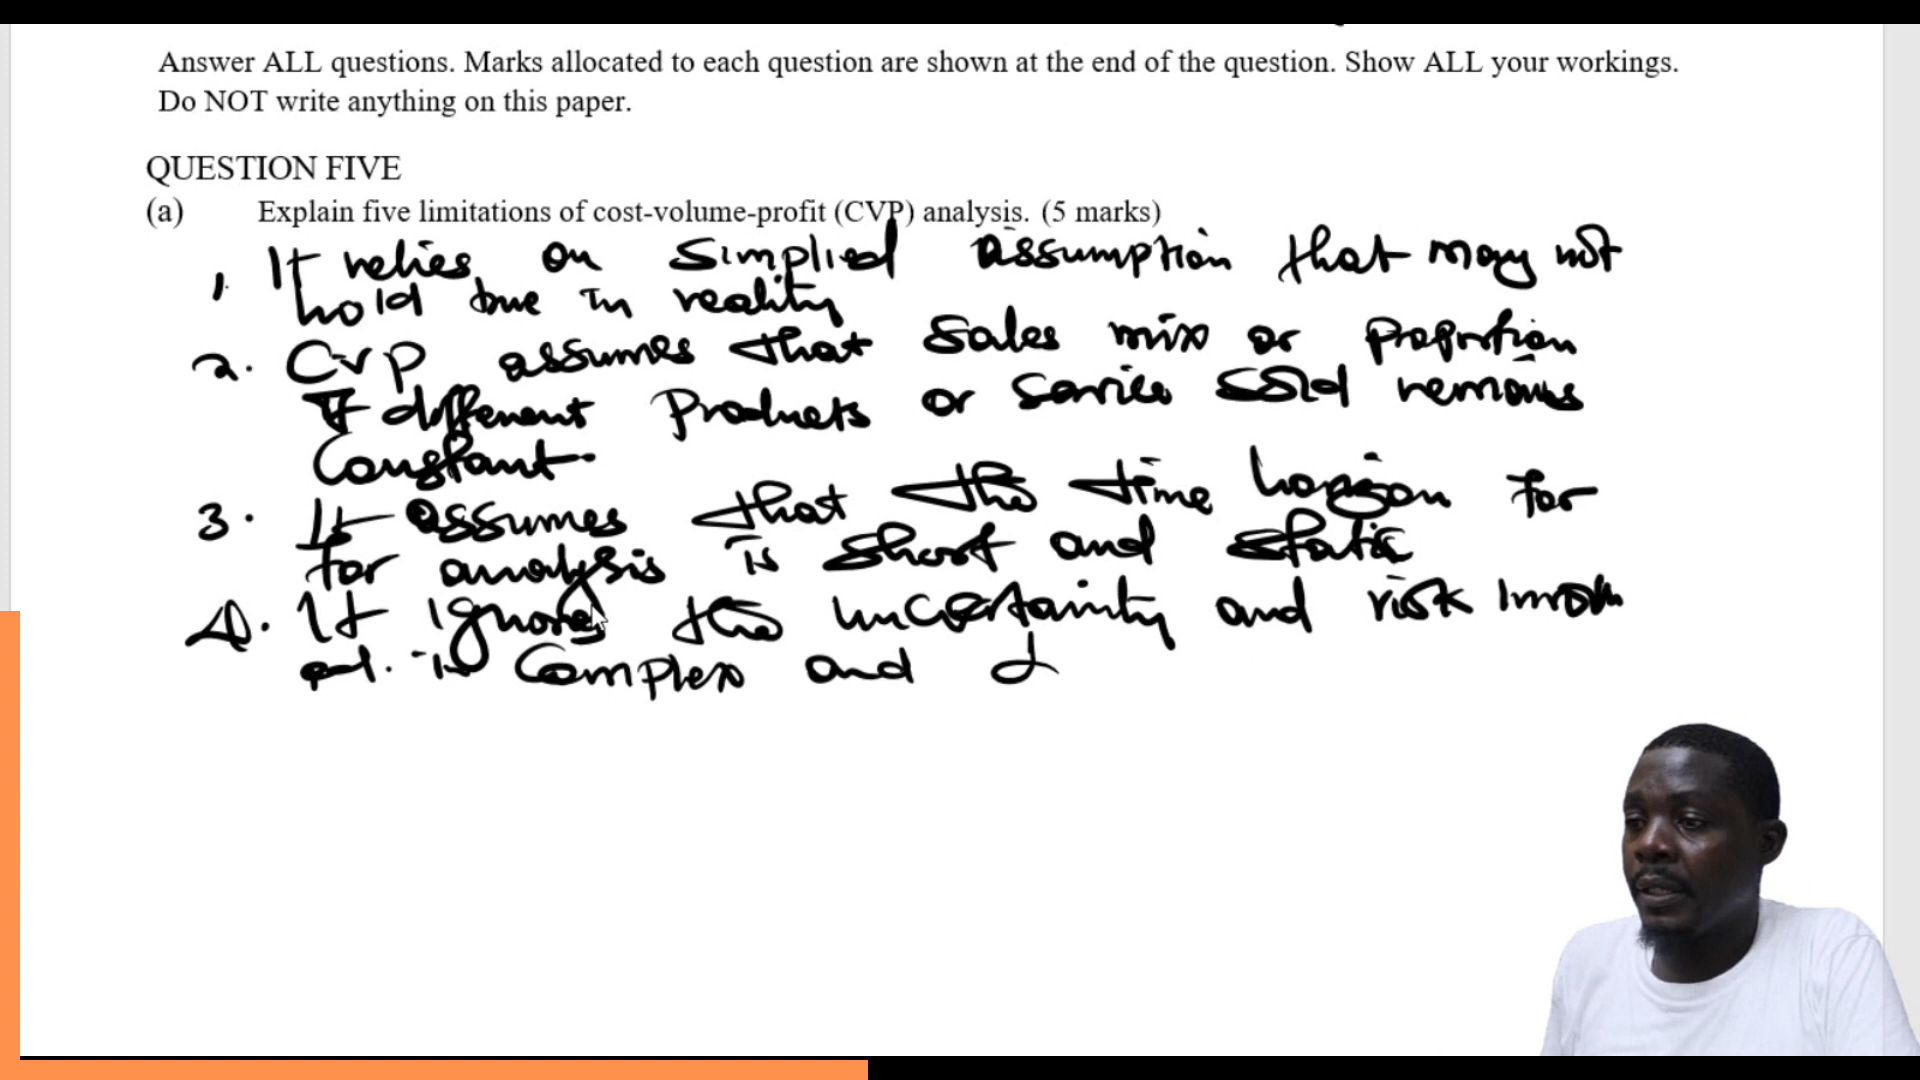 Answer ALL questions. Marks allocated to each question are shown at the end of the question. Show ALL your workings.
Do NOT write anything on this paper.
QUESTION FIVE
(a) Explain five limitations of cost-volume-profit (CVP) analysis. (5 marks)
1. It relies on simplied assumption that may not
hold true in reality
2. CVP assumes that sales mix or proportion
of different products or service sold remains
constant.
3. It assumes that the time horizon for
for analysis is short and static
4. It ignores the uncertainty and risk
in complex and d